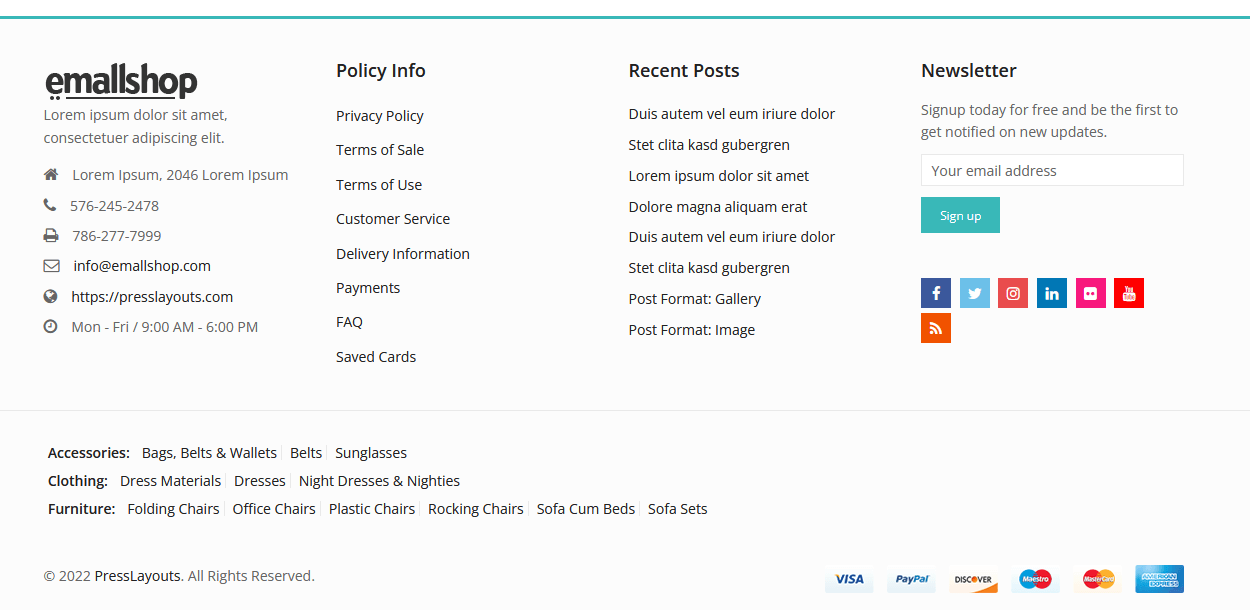 emallshop
Lorem ipsum dolor sit amet,
consectetuer adipiscing elit.
Lorem Ipsum, 2046 Lorem Ipsum
576-245-2478
786-277-7999
info@emallshop.com
https://presslayouts.com
Mon - Fri / 9:00 AM - 6:00 PM
Policy Info
Privacy Policy
Terms of Sale
Terms of Use
Customer Service
Delivery Information
Payments
FAQ
Saved Cards
Recent Posts
Duis autem vel eum iriure dolor
Stet clita kasd gubergren
Lorem ipsum dolor sit amet
Dolore magna aliquam erat
Duis autem vel eum iriure dolor
Stet clita kasd gubergren
Post Format: Gallery
Post Format: Image
Newsletter
Signup today for free and be the first to
get notified on new updates.
Your email address
Sign up
You Tube
Accessories: Bags, Belts & Wallets Belts Sunglasses
Clothing: Dress Materials Dresses Night Dresses & Nighties
Furniture: Folding Chairs Office Chairs Plastic Chairs Rocking Chairs Sofa Cum Beds Sofa Sets
© 2022 PressLayouts. All Rights Reserved.
VISA PayPal DISCOVER Maestro MasterCard AMERICAN EXPRESS